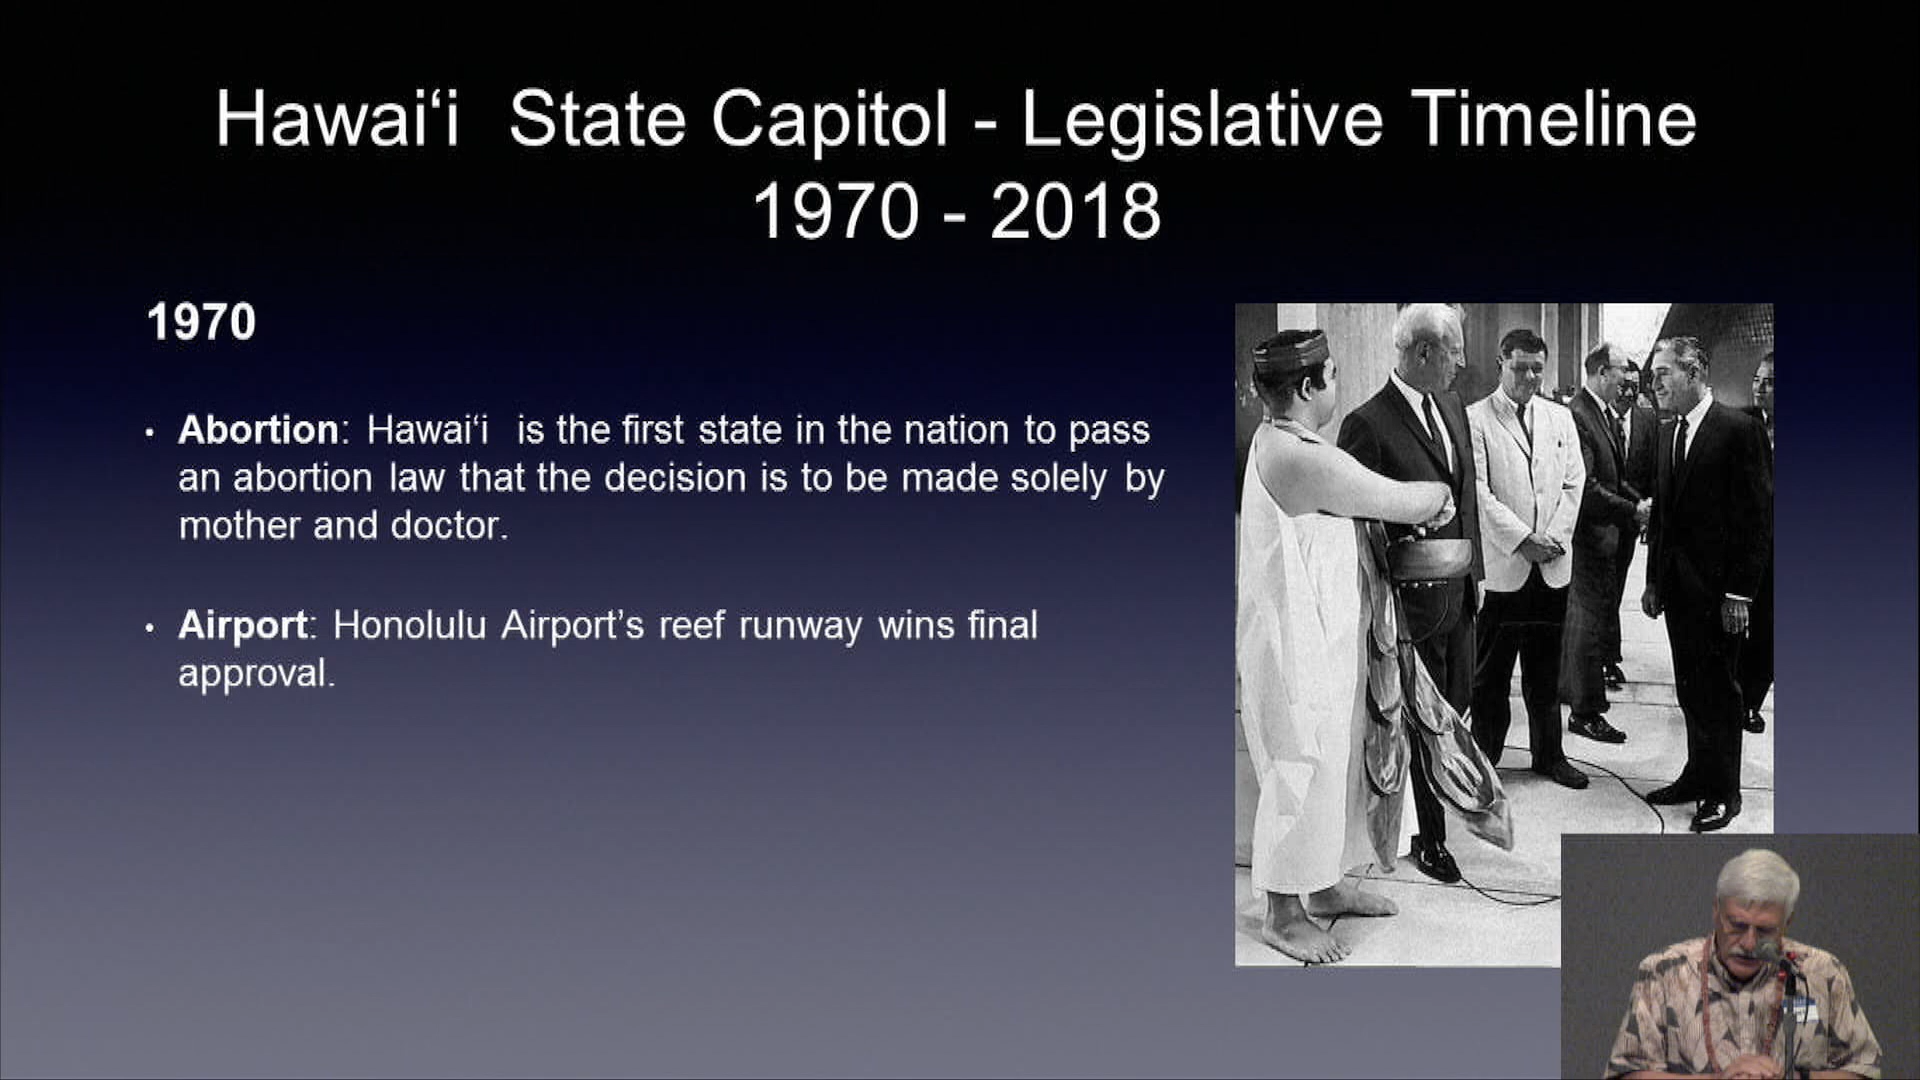 Hawai‘i State Capitol - Legislative Timeline
1970 - 2018
1970
• Abortion: Hawai‘i is the first state in the nation to pass
an abortion law that the decision is to be made solely by
mother and doctor.
• Airport: Honolulu Airport’s reef runway wins final
approval.